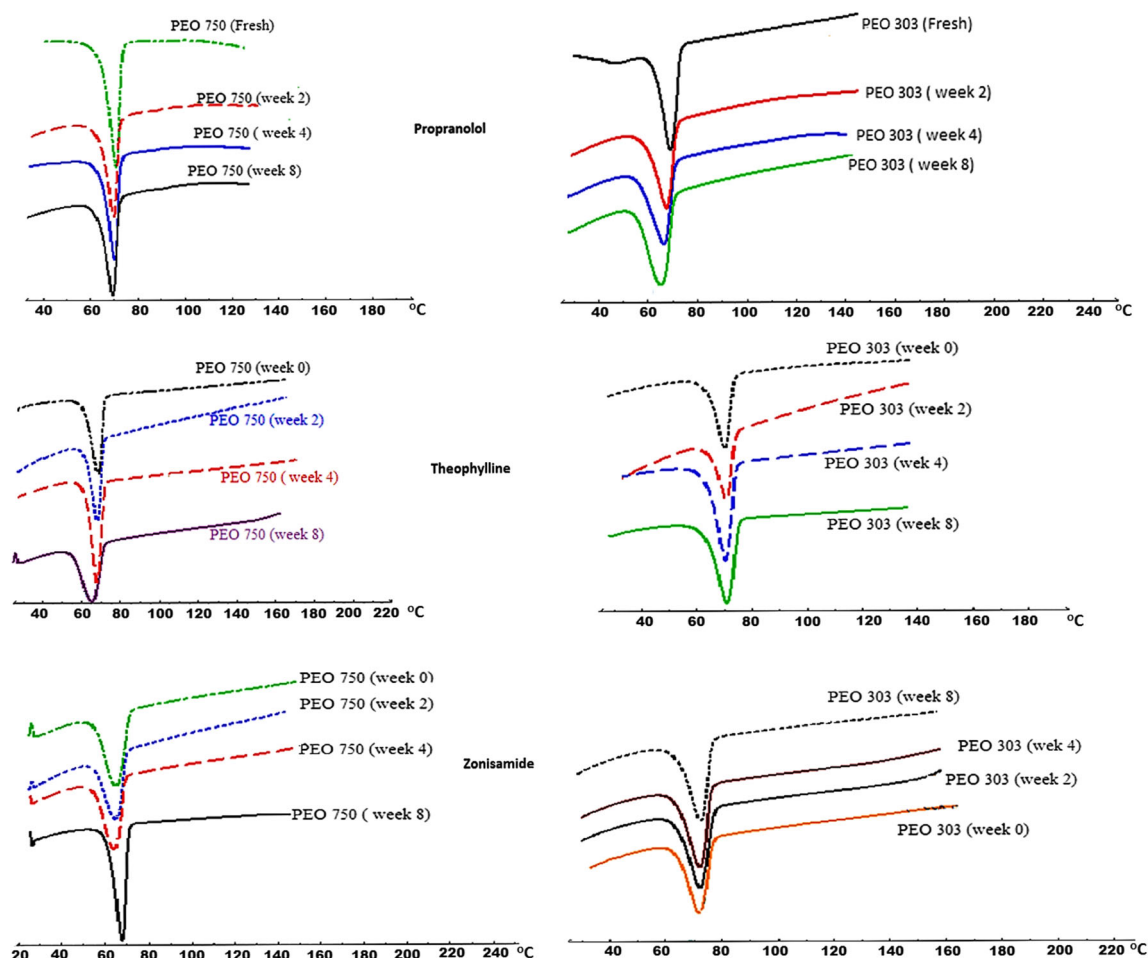 PEO 750 (Fresh)
PEO 750 (week 2)
PEO 750 ( week 4)
PEO 750 (week 8)
40 60 80 100 120 140 160 180 °C
Propranolol
PEO 303 (Fresh)
PEO 303 ( week 2)
PEO 303 ( week 4)
PEO 303 ( week 8)
40 60 80 100 120 140 160 180 200 220 240 °C
PEO 750 (week 0)
PEO 750 (week 2)
PEO 750 ( week 4)
PEO 750 (week 8)
40 60 80 100 120 140 160 180 200 220 °C
Theophylline
PEO 303 (week 0)
PEO 303 (week 2)
PEO 303 (wek 4)
PEO 303 (week 8)
40 60 80 100 120 140 160 180 °C
PEO 750 (week 0)
PEO 750 (week 2)
PEO 750 (week 4)
PEO 750 ( week 8)
20 40 60 80 100 120 140 160 180 200 220 240 °C
Zonisamide
PEO 303 (week 8)
PEO 303 (wek 4)
PEO 303 (week 2)
PEO 303 (week 0)
40 60 80 100 120 140 160 180 200 220 °C